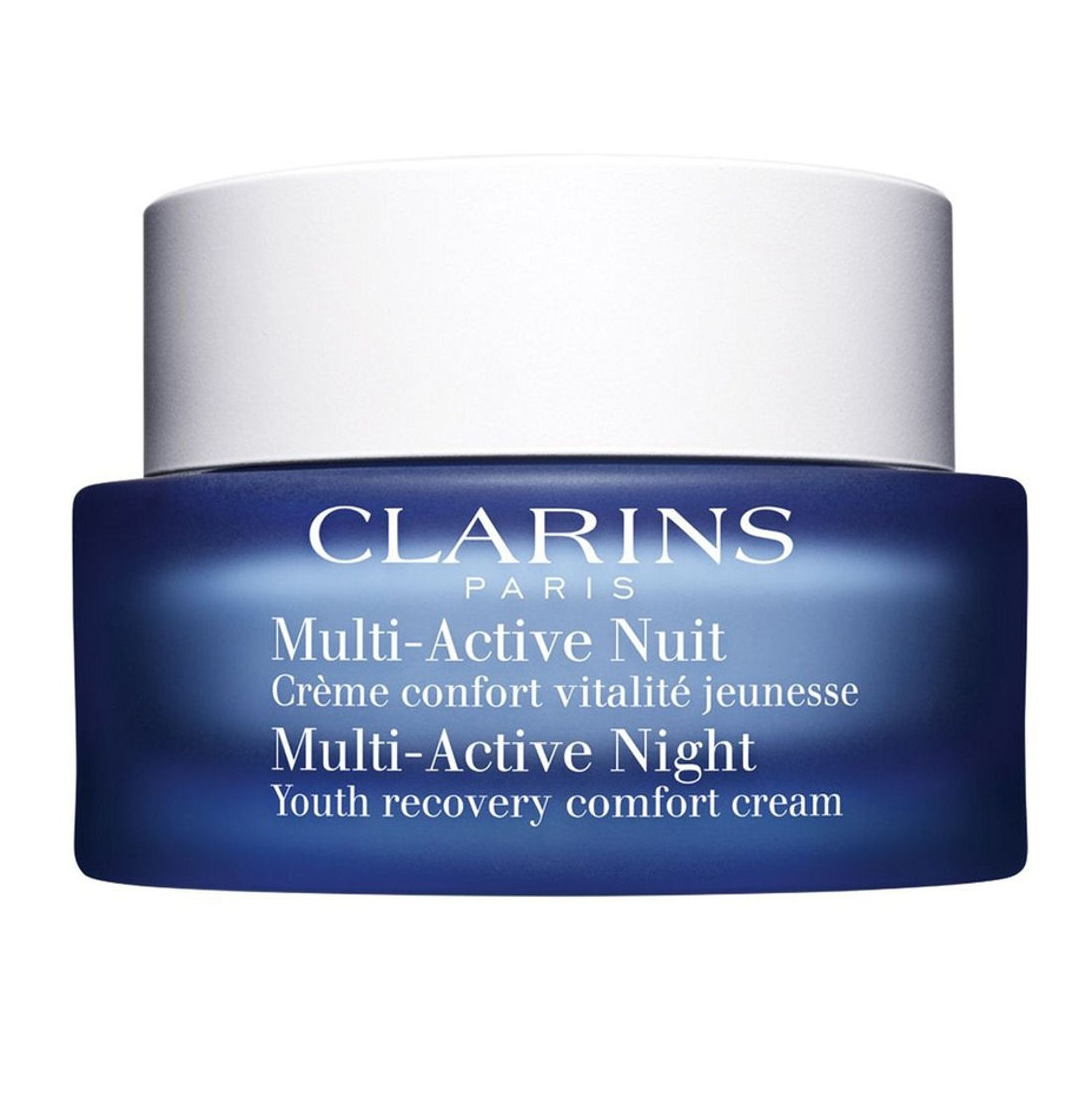 CLARINS
PARIS
Multi-Active Nuit
Crème confort vitalité jeunesse
Multi-Active Night
Youth recovery comfort cream